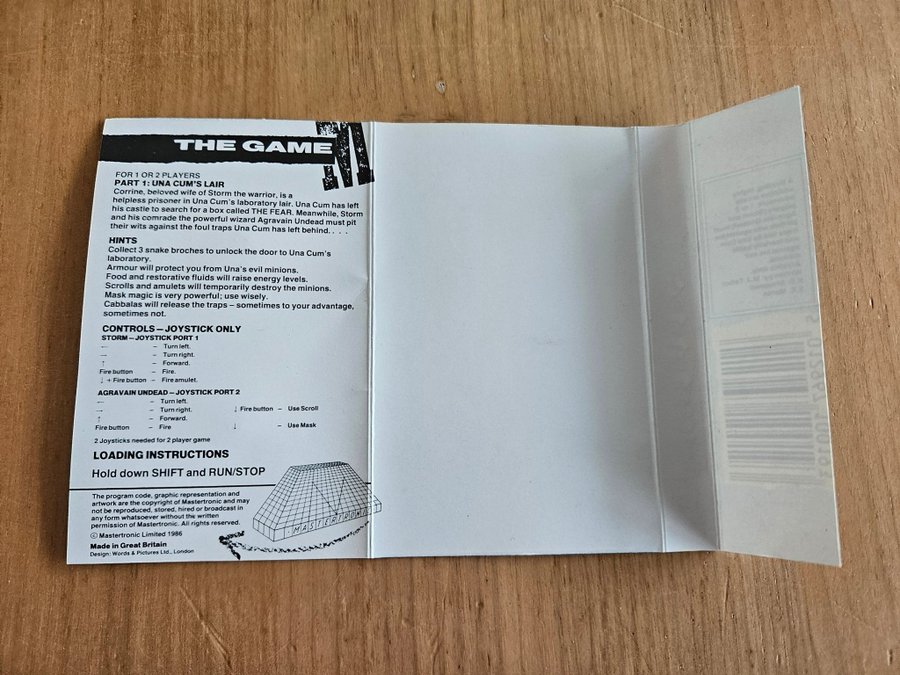 THE GAME
FOR 1 OR 2 PLAYERS
PART 1: UNA CUM'S LAIR
Corrine, beloved wife of Storm the warrior, is a
helpless prisoner in Una Cum's laboratory lair. Una Cum has left
his castle to search for a box called THE FEAR. Meanwhile, Storm
and his comrade the powerful wizard Agravain Undead must pit
their wits against the foul traps Una Cum has left behind. . . .
HINTS
Collect 3 snake broches to unlock the door to Una Cum's
laboratory.
Armour will protect you from Una's evil minions.
Food and restorative fluids will raise energy levels.
Scrolls and amulets will temporarily destroy the minions.
Mask magic is very powerful; use wisely.
Cabbalas will release the traps – sometimes to your advantage,
sometimes not.
CONTROLS – JOYSTICK ONLY
STORM – JOYSTICK PORT 1
← – Turn left.
→ – Turn right.
↑ – Forward.
Fire button – Fire.
↓ + Fire button – Fire amulet.
AGRAVAIN UNDEAD – JOYSTICK PORT 2
← – Turn left.
→ – Turn right. ↓ Fire button – Use Scroll
↑ – Forward.
Fire button – Fire ↓ – Use Mask
2 Joysticks needed for 2 player game
LOADING INSTRUCTIONS
Hold down SHIFT and RUN/STOP
The program code, graphic representation and
artwork are the copyright of Mastertronic and may
not be reproduced, stored, hired or broadcast in
any form whatsoever without the written
permission of Mastertronic. All rights reserved.
© Mastertronic Limited 1986
Made in Great Britain
Design: Words & Pictures Ltd., London
MASTERTRONIC